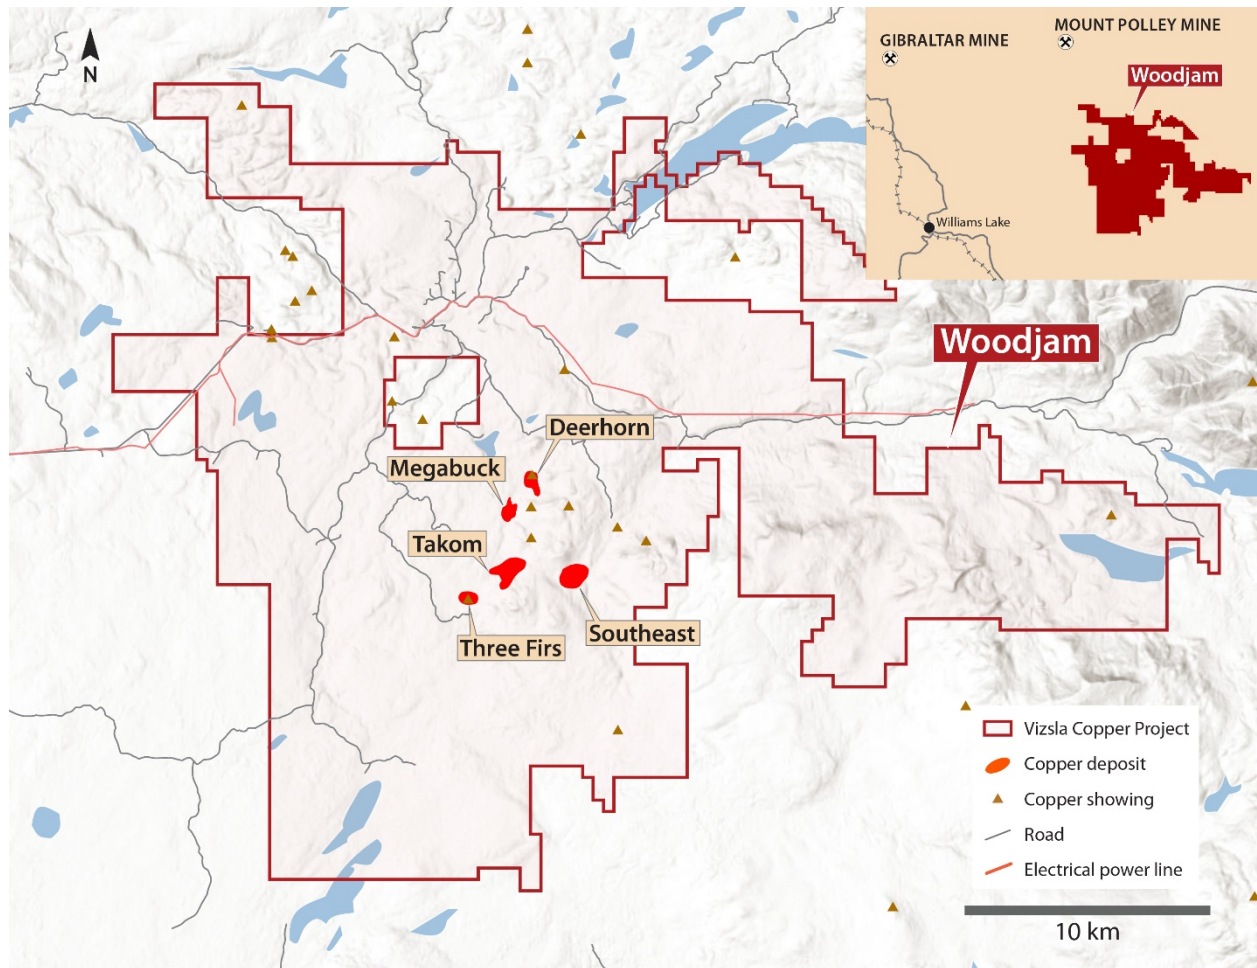 N
GIBRALTAR MINE
MOUNT POLLEY MINE
Woodjam
Williams Lake
Woodjam
Deerhorn
Megabuck
Takom
Three Firs
Southeast
Vizsla Copper Project
Copper deposit
Copper showing
Road
Electrical power line
10 km